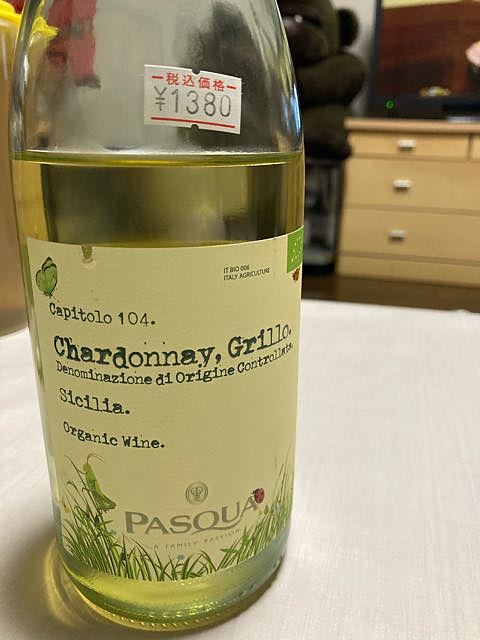 税込価格
¥1380
IT BIO 006
ITALY AGRICULTURE
Capitolo 104.
Chardonnay, Grillo.
Denominazione di Origine Controllata
Sicilia.
Organic Wine.
PASQUA
A FAMILY PASSION